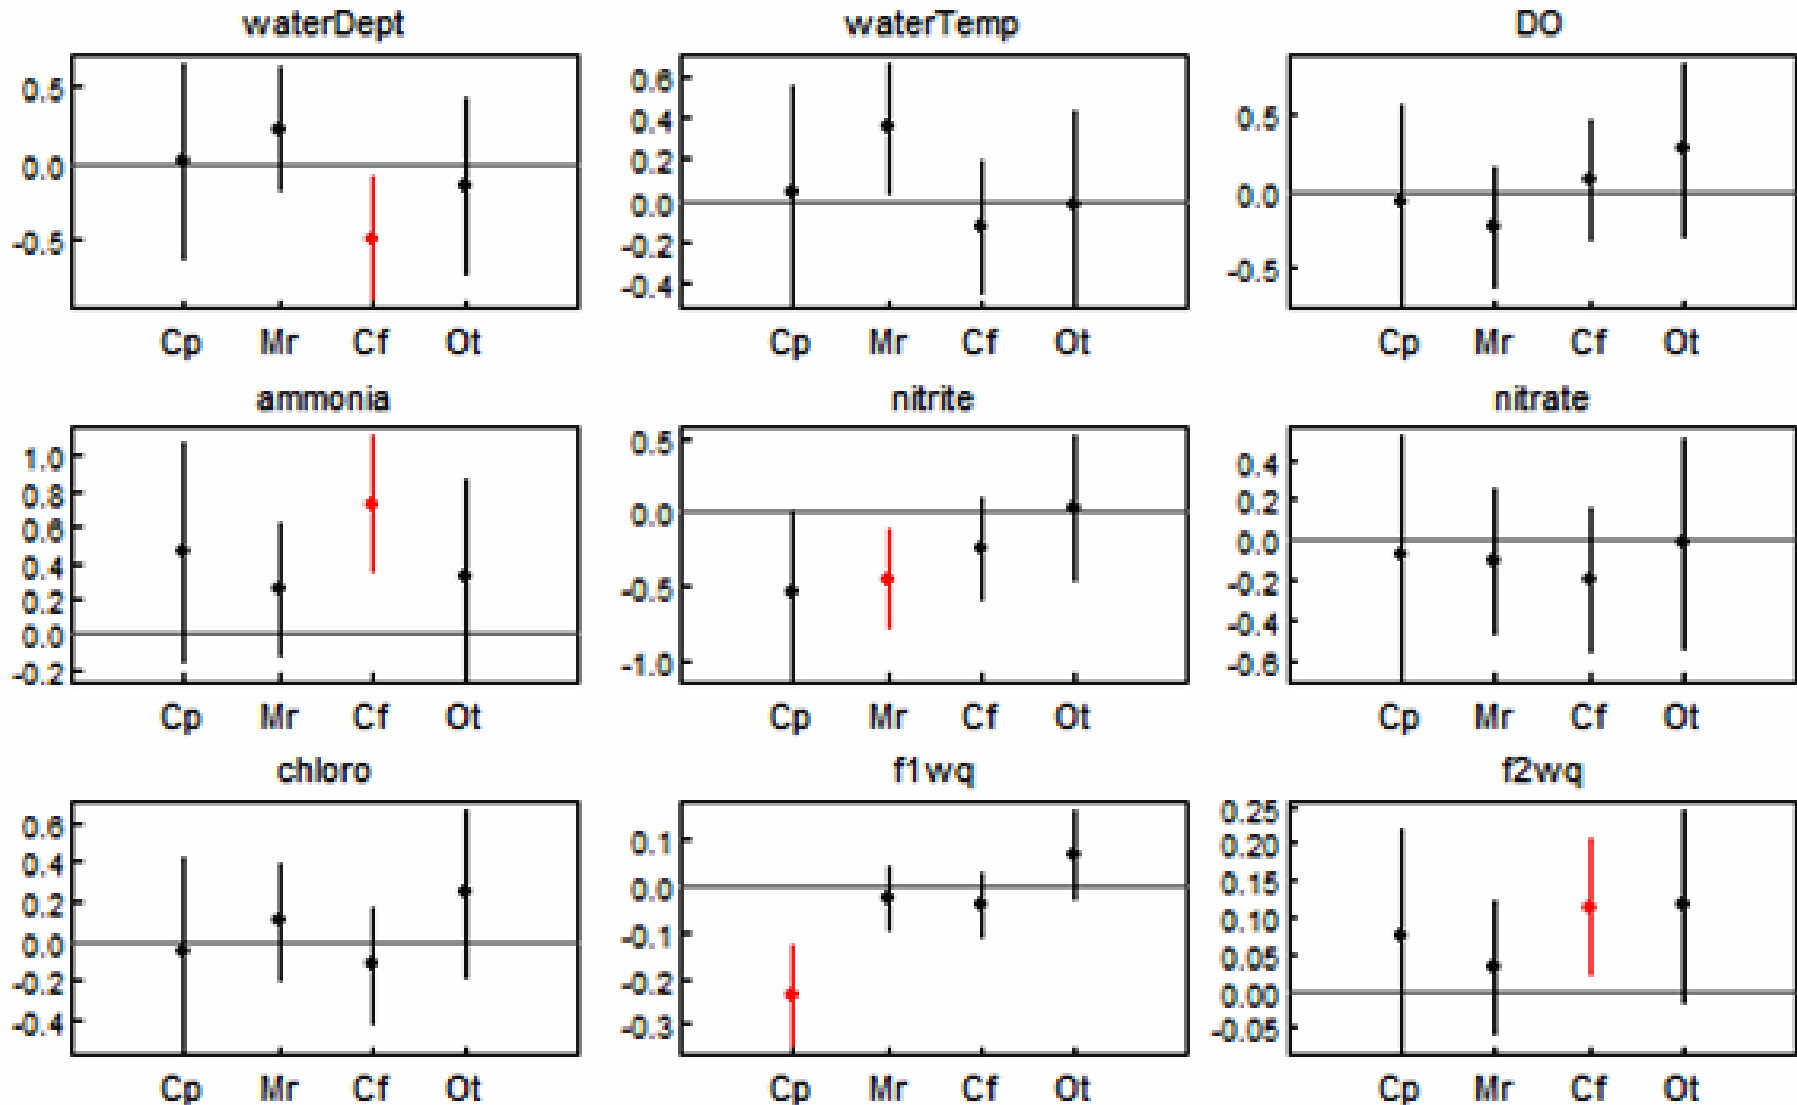 waterDept waterTemp DO
0.5 0.6 0.5
0.0 0.4 0.0
-0.5 0.2 -0.5
0.0
-0.2
-0.4
Cp Mr Cf Ot Cp Mr Cf Ot Cp Mr Cf Ot
ammonia nitrite nitrate
1.0 0.5 0.4
0.8 0.0 0.2
0.6 -0.5 0.0
0.4 -1.0 -0.2
0.2 -0.4
0.0 -0.6
-0.2
Cp Mr Cf Ot Cp Mr Cf Ot Cp Mr Cf Ot
chloro f1wq f2wq
0.6 0.1 0.25
0.4 0.0 0.20
0.2 -0.1 0.15
0.0 -0.2 0.10
-0.2 -0.3 0.05
-0.4 0.00
-0.05
Cp Mr Cf Ot Cp Mr Cf Ot Cp Mr Cf Ot